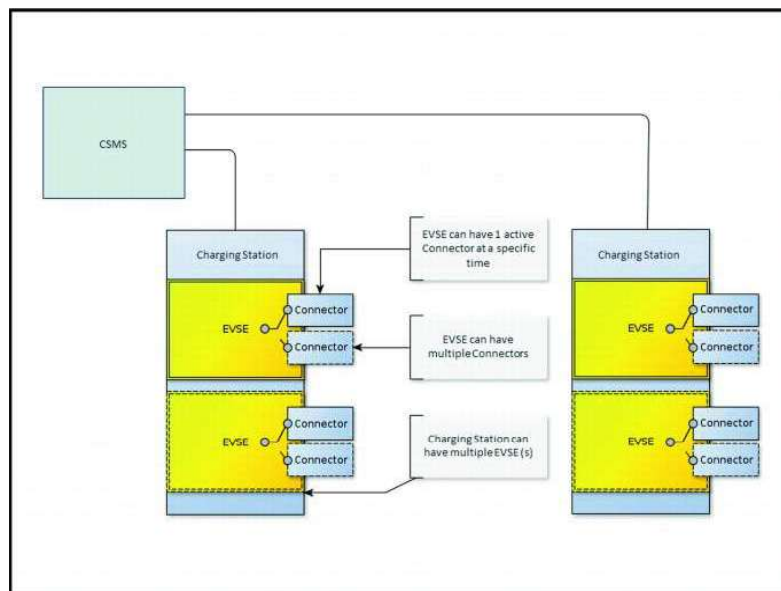 CSMS
Charging Station
EVSE
Connector
Connector
EVSE
Connector
Connector
EVSE can have 1 active
Connector at a specific
time
EVSE can have
multiple Connectors
Charging Station can
have multiple EVSE (s)
Charging Station
EVSE
Connector
Connector
EVSE
Connector
Connector